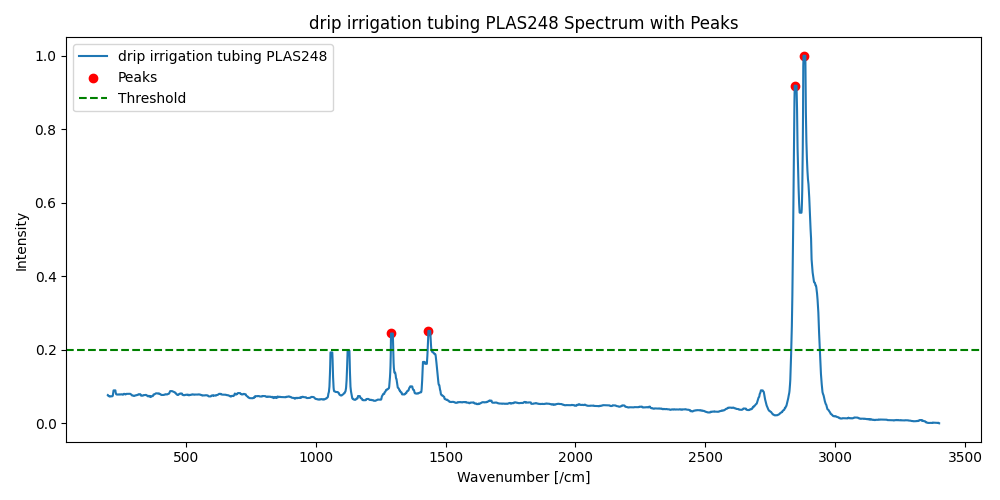 drip irrigation tubing PLAS248 Spectrum with Peaks
drip irrigation tubing PLAS248
Peaks
Threshold
Intensity
1.0
0.8
0.6
0.4
0.2
0.0
500 1000 1500 2000 2500 3000 3500
Wavenumber [/cm]